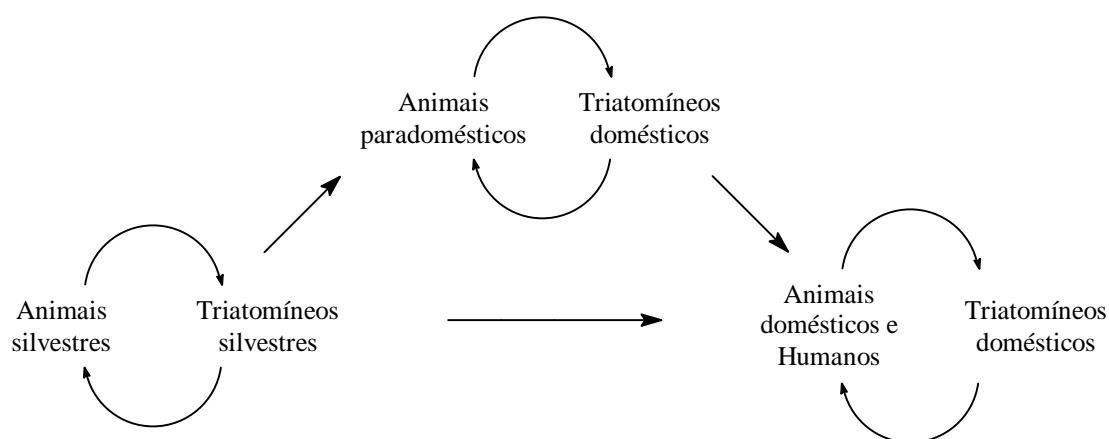 Animais
paradomésticos
Triatomíneos
domésticos
Animais
silvestres
Triatomíneos
silvestres
Animais
domésticos e
Humanos
Triatomíneos
domésticos